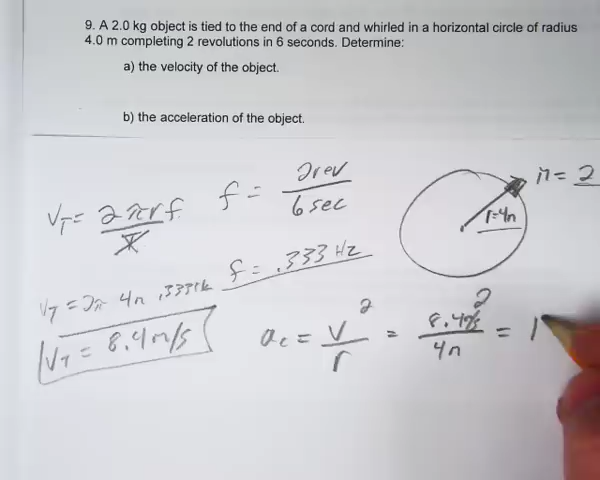 9. A 2.0 kg object is tied to the end of a cord and whirled in a horizontal circle of radius
4.0 m completing 2 revolutions in 6 seconds. Determine:
a) the velocity of the object.
b) the acceleration of the object.
V_T = 2πrf / T
f = 2rev / 6 sec
m = 2
r=4m
f = .333 Hz
V_T = 2π 4m .333Hz
V_T = 8.4m/s
a_c = v² / r = 8.4m/s² / 4m = 1